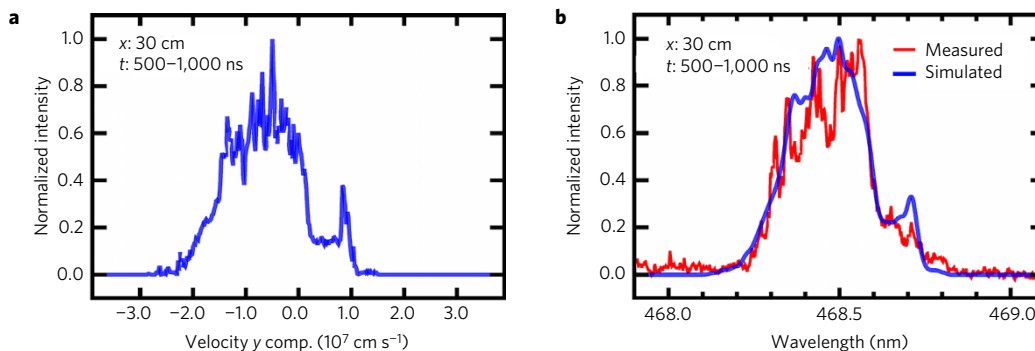 a
x: 30 cm
t: 500–1,000 ns
1.0
0.8
0.6
0.4
0.2
0.0
Normalized intensity
−3.0 −2.0 −1.0 0.0 1.0 2.0 3.0
Velocity y comp. (10⁷ cm s⁻¹)
b
x: 30 cm
t: 500–1,000 ns
Measured
Simulated
1.0
0.8
0.6
0.4
0.2
0.0
Normalized intensity
468.0 468.5 469.0
Wavelength (nm)